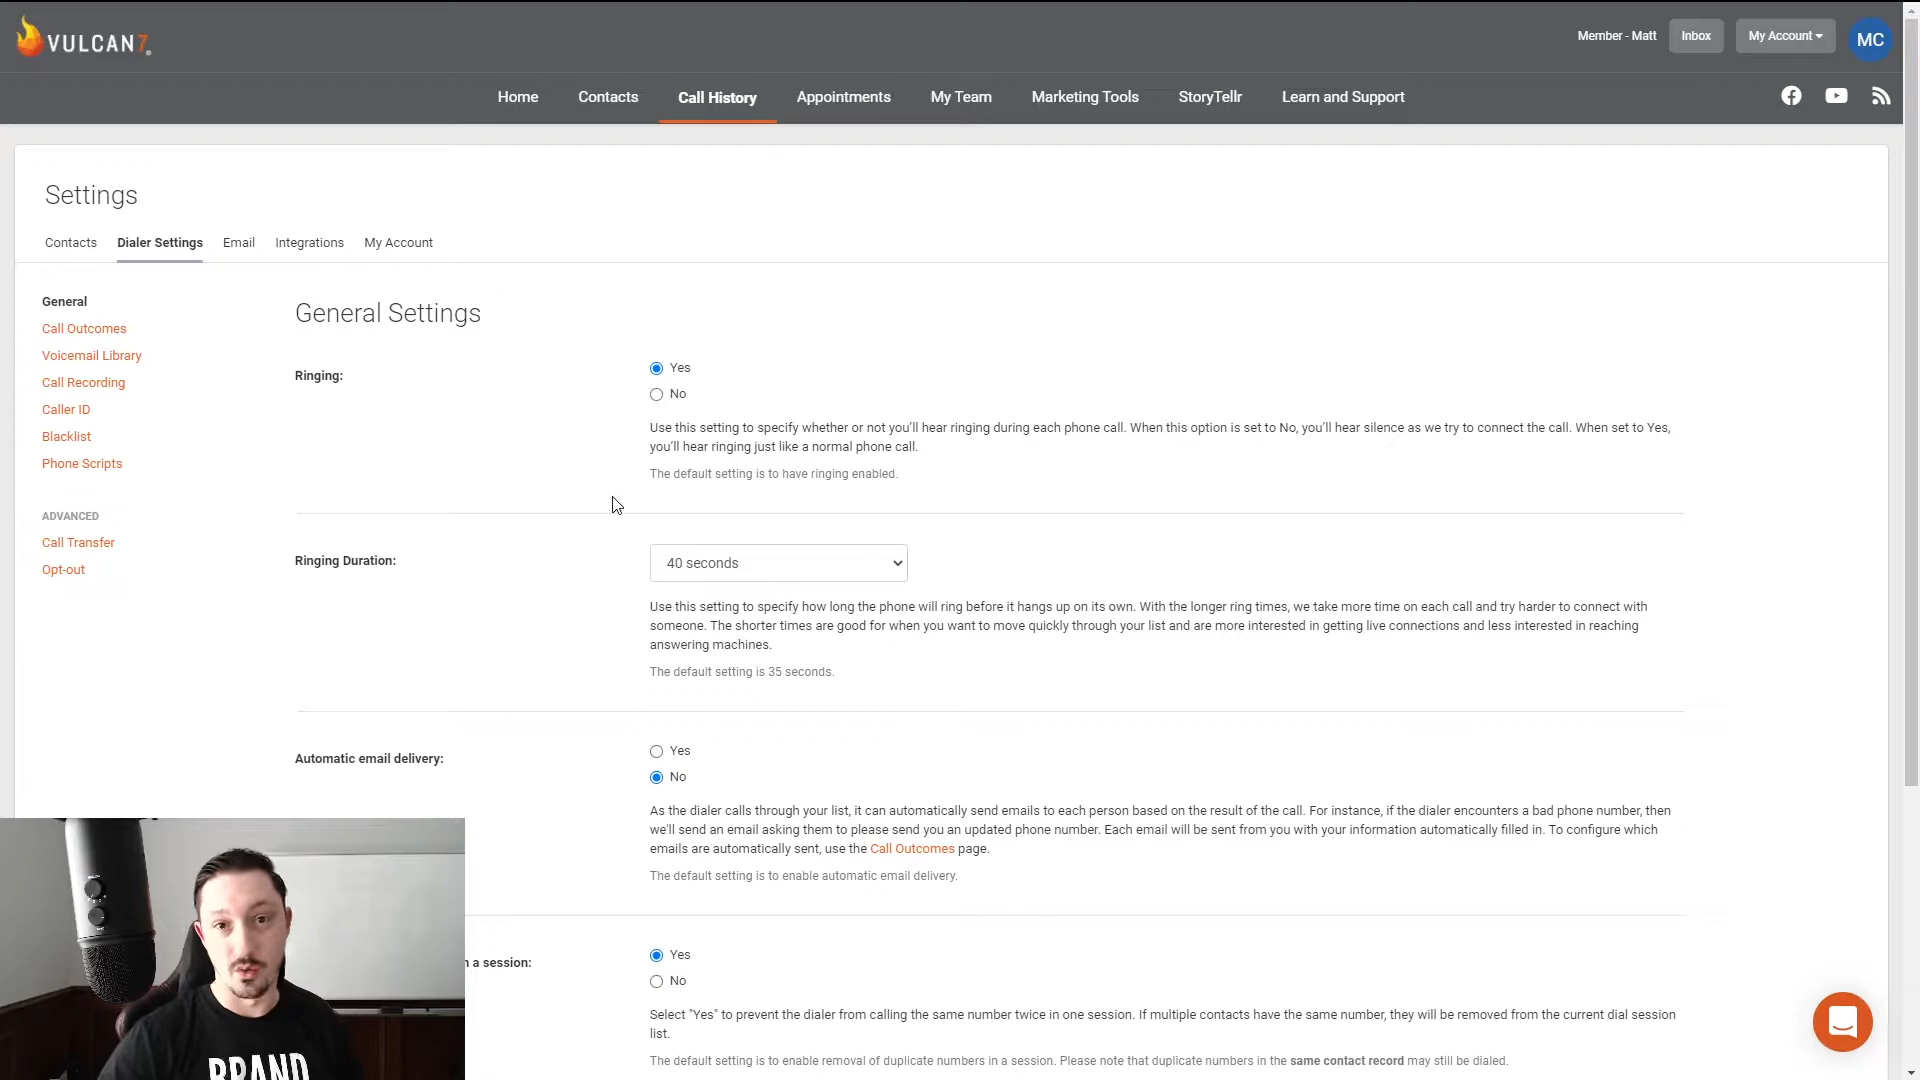 VULCAN7
Member - Matt
Inbox
My Account
MC
Home
Contacts
Call History
Appointments
My Team
Marketing Tools
StoryTellr
Learn and Support
Settings
Contacts
Dialer Settings
Email
Integrations
My Account
General
Call Outcomes
Voicemail Library
Call Recording
Caller ID
Blacklist
Phone Scripts
ADVANCED
Call Transfer
Opt-out
General Settings
Ringing:
Yes
No
Use this setting to specify whether or not you'll hear ringing during each phone call. When this option is set to No, you'll hear silence as we try to connect the call. When set to Yes,
you'll hear ringing just like a normal phone call.
The default setting is to have ringing enabled.
Ringing Duration:
40 seconds
Use this setting to specify how long the phone will ring before it hangs up on its own. With the longer ring times, we take more time on each call and try harder to connect with
someone. The shorter times are good for when you want to move quickly through your list and are more interested in getting live connections and less interested in reaching
answering machines.
The default setting is 35 seconds.
Automatic email delivery:
Yes
No
As the dialer calls through your list, it can automatically send emails to each person based on the result of the call. For instance, if the dialer encounters a bad phone number, then
we'll send an email asking them to please send you an updated phone number. Each email will be sent from you with your information automatically filled in. To configure which
emails are automatically sent, use the Call Outcomes page.
The default setting is to enable automatic email delivery.
a session:
Yes
No
Select "Yes" to prevent the dialer from calling the same number twice in one session. If multiple contacts have the same number, they will be removed from the current dial session
list.
The default setting is to enable removal of duplicate numbers in a session. Please note that duplicate numbers in the same contact record may still be dialed.
BRAND